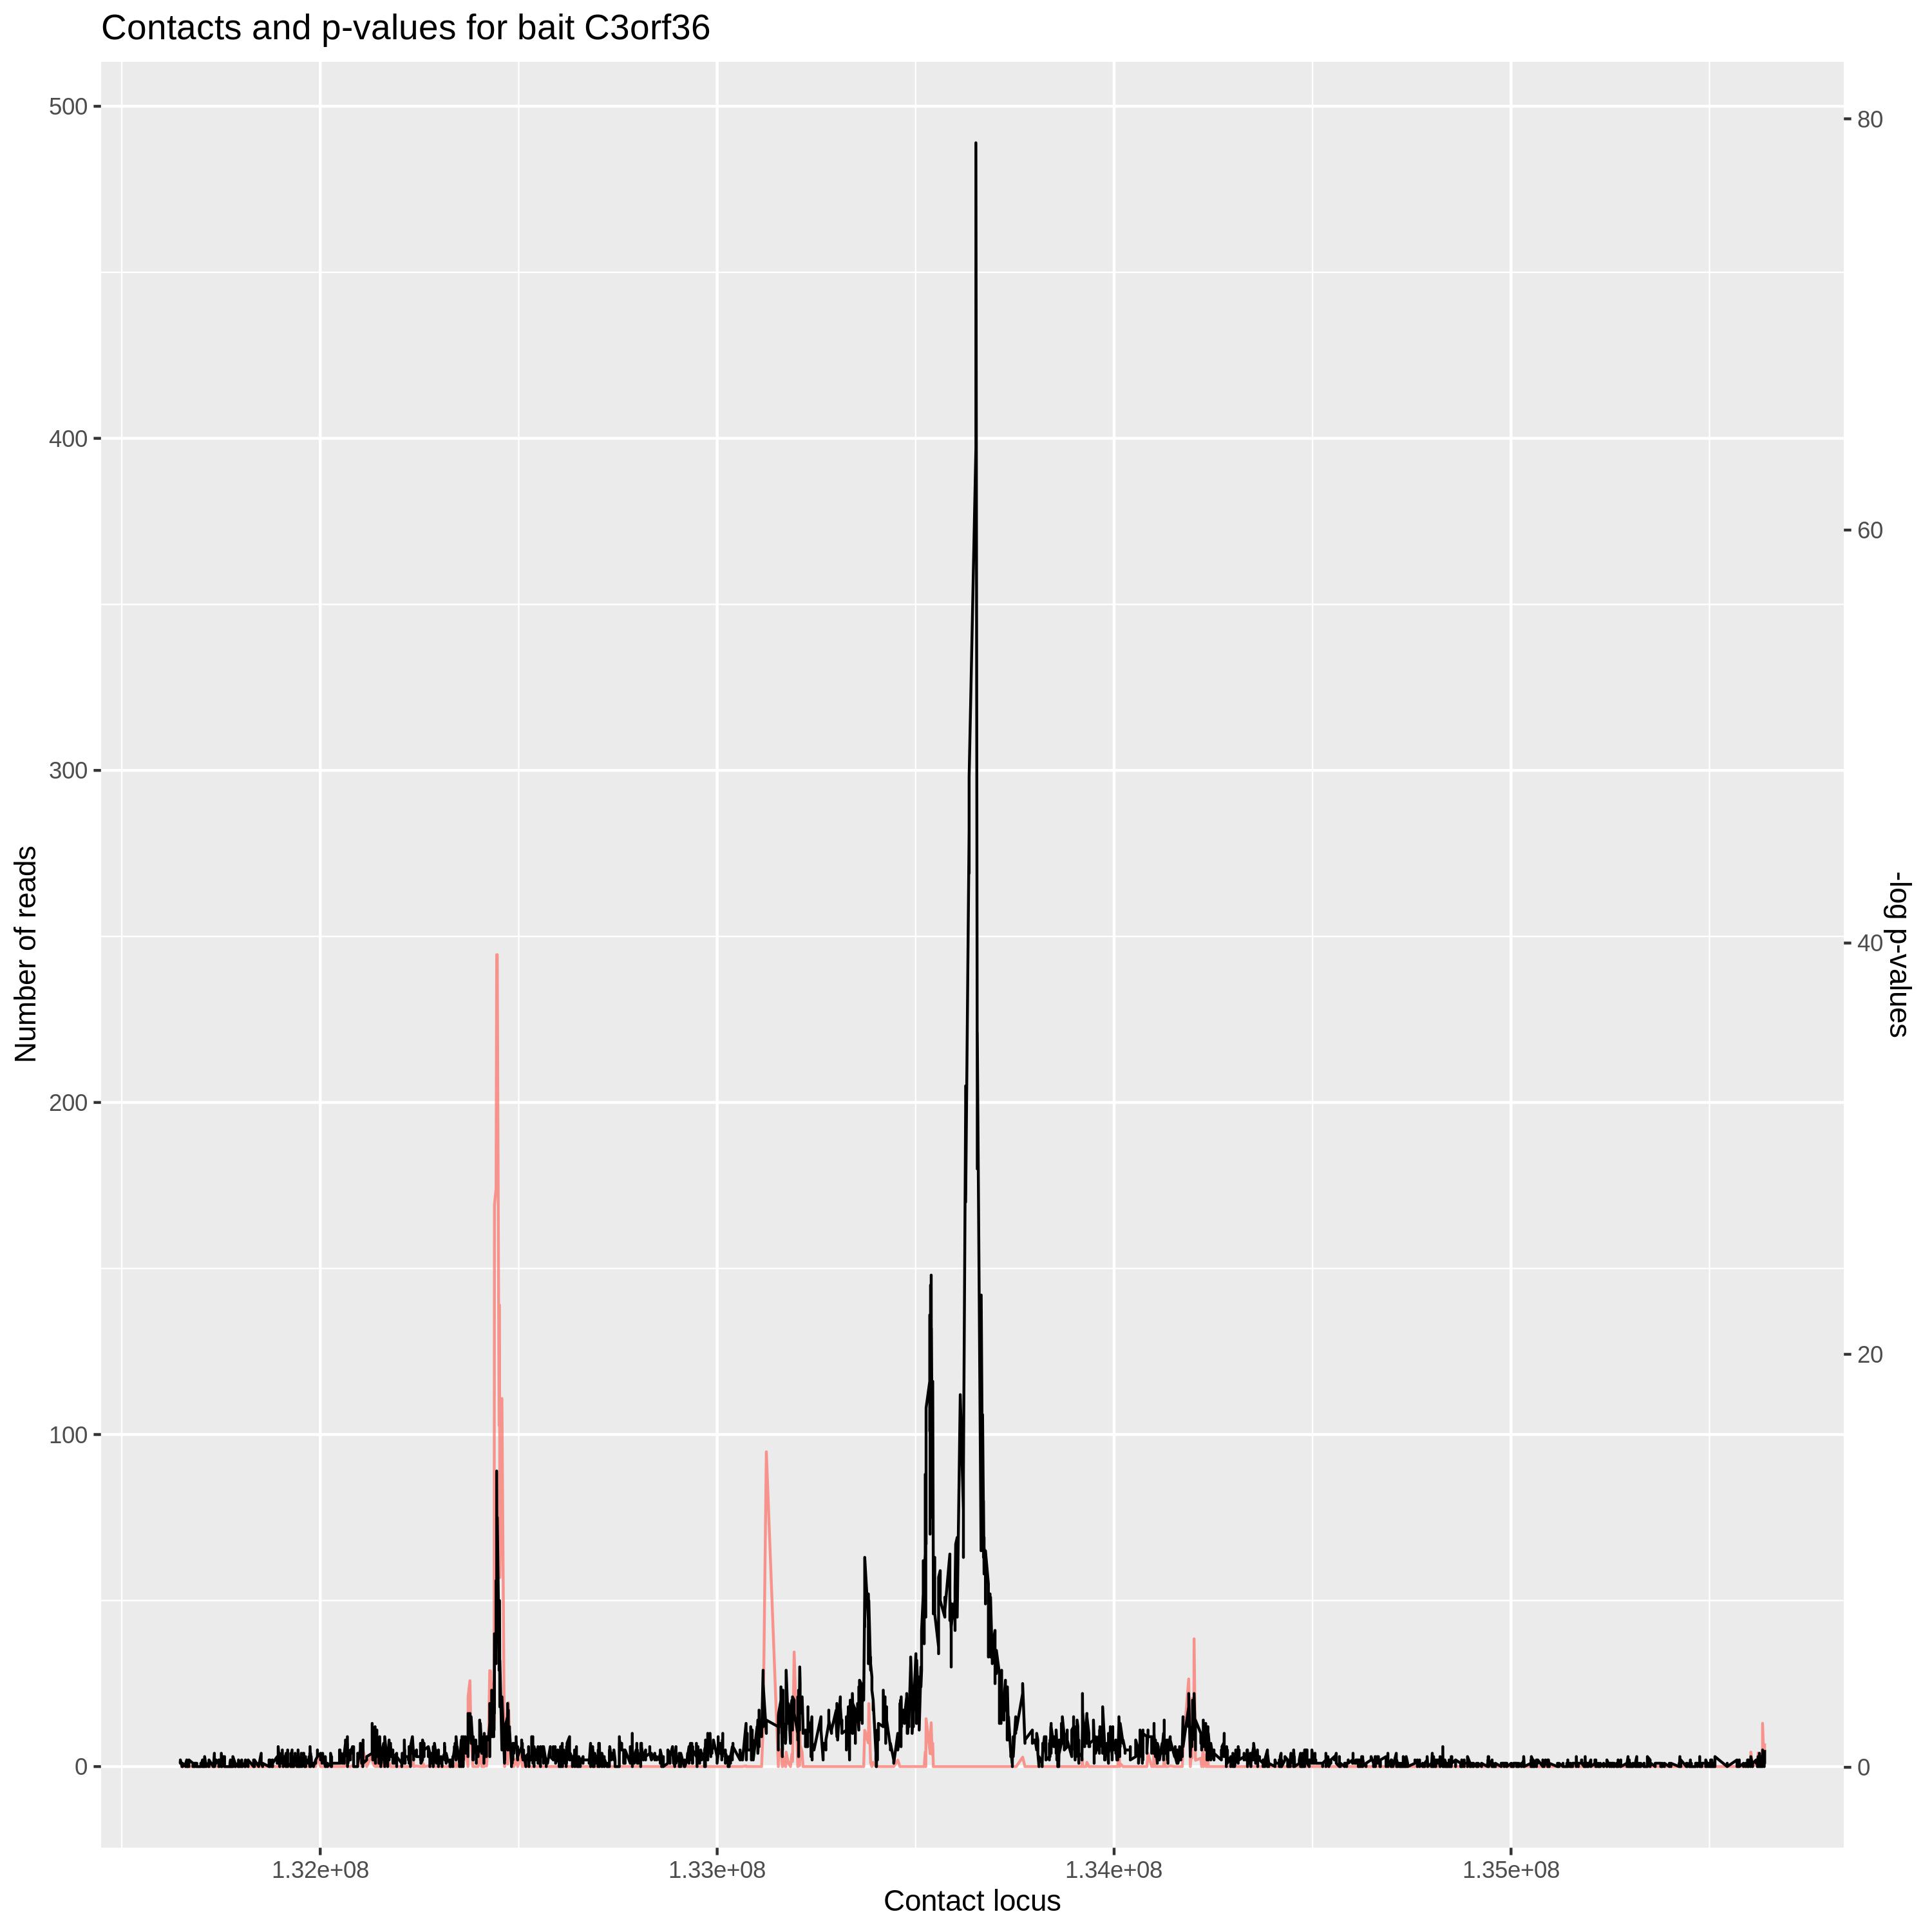 Contacts and p-values for bait C3orf36
500
400
300
200
100
0
Number of reads
80
60
40
20
0
-log p-values
1.32e+08
1.33e+08
1.34e+08
1.35e+08
Contact locus